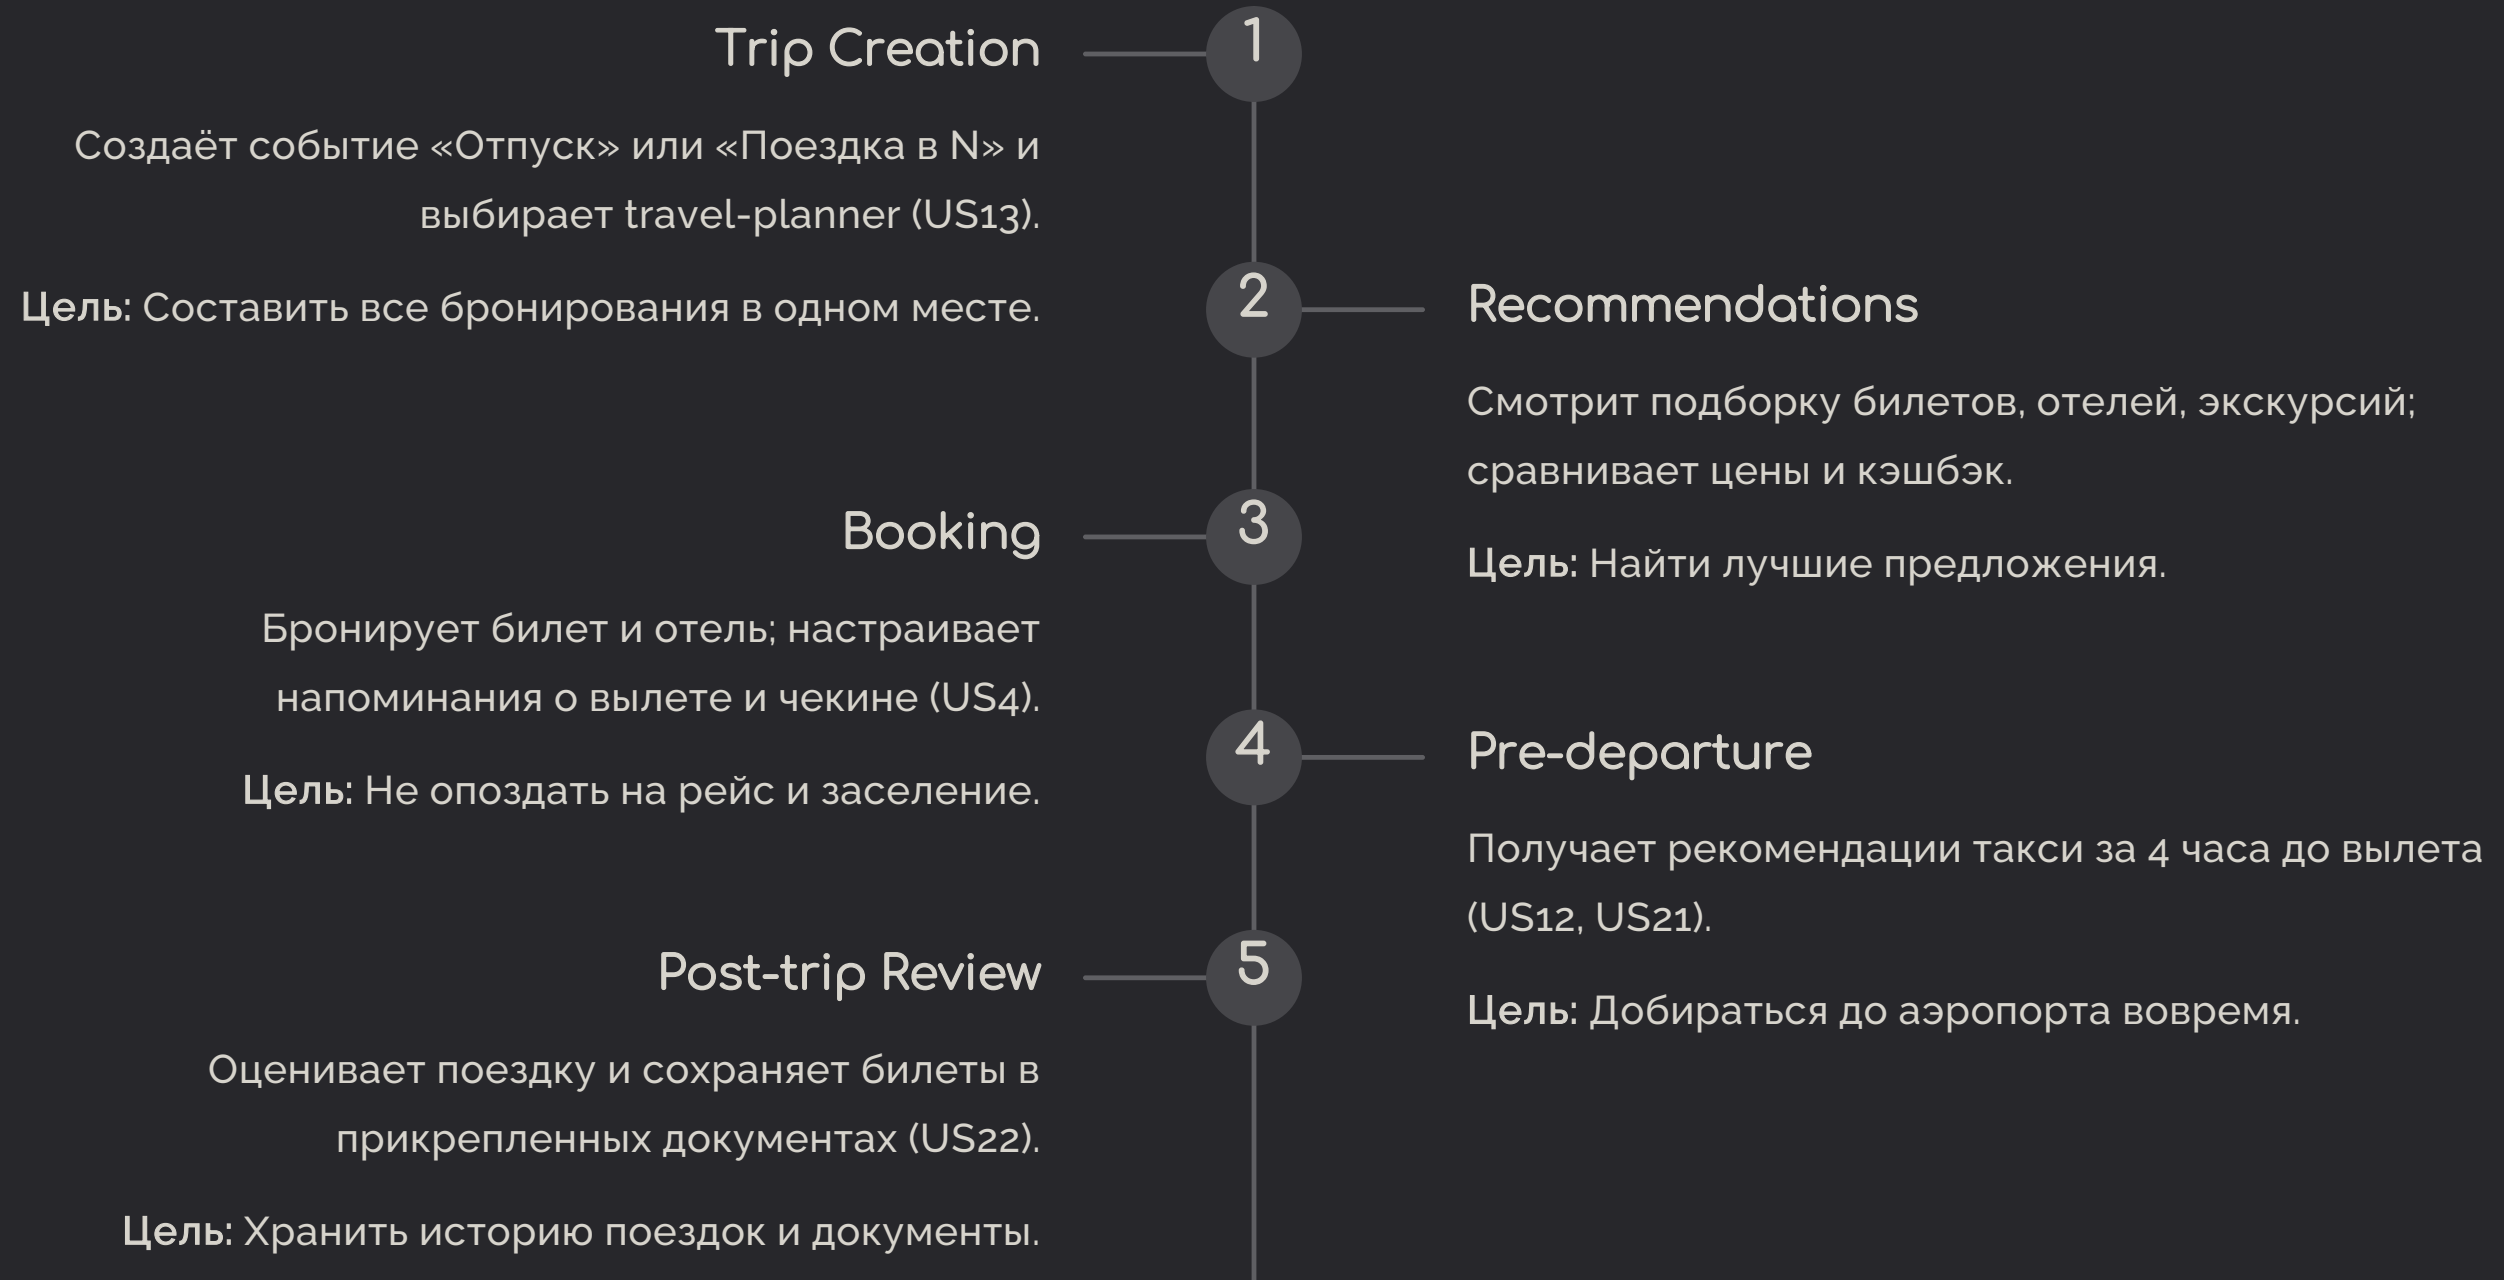 1
Trip Creation
Создаёт событие «Отпуск» или «Поездка в N» и
выбирает travel-planner (US13).
Цель: Составить все бронирования в одном месте.
2
Recommendations
Смотрит подборку билетов, отелей, экскурсий;
сравнивает цены и кэшбэк.
Цель: Найти лучшие предложения.
3
Booking
Бронирует билет и отель; настраивает
напоминания о вылете и чекине (US4).
Цель: Не опоздать на рейс и заселение.
4
Pre-departure
Получает рекомендации такси за 4 часа до вылета
(US12, US21).
Цель: Добираться до аэропорта вовремя.
5
Post-trip Review
Оценивает поездку и сохраняет билеты в
прикрепленных документах (US22).
Цель: Хранить историю поездок и документы.